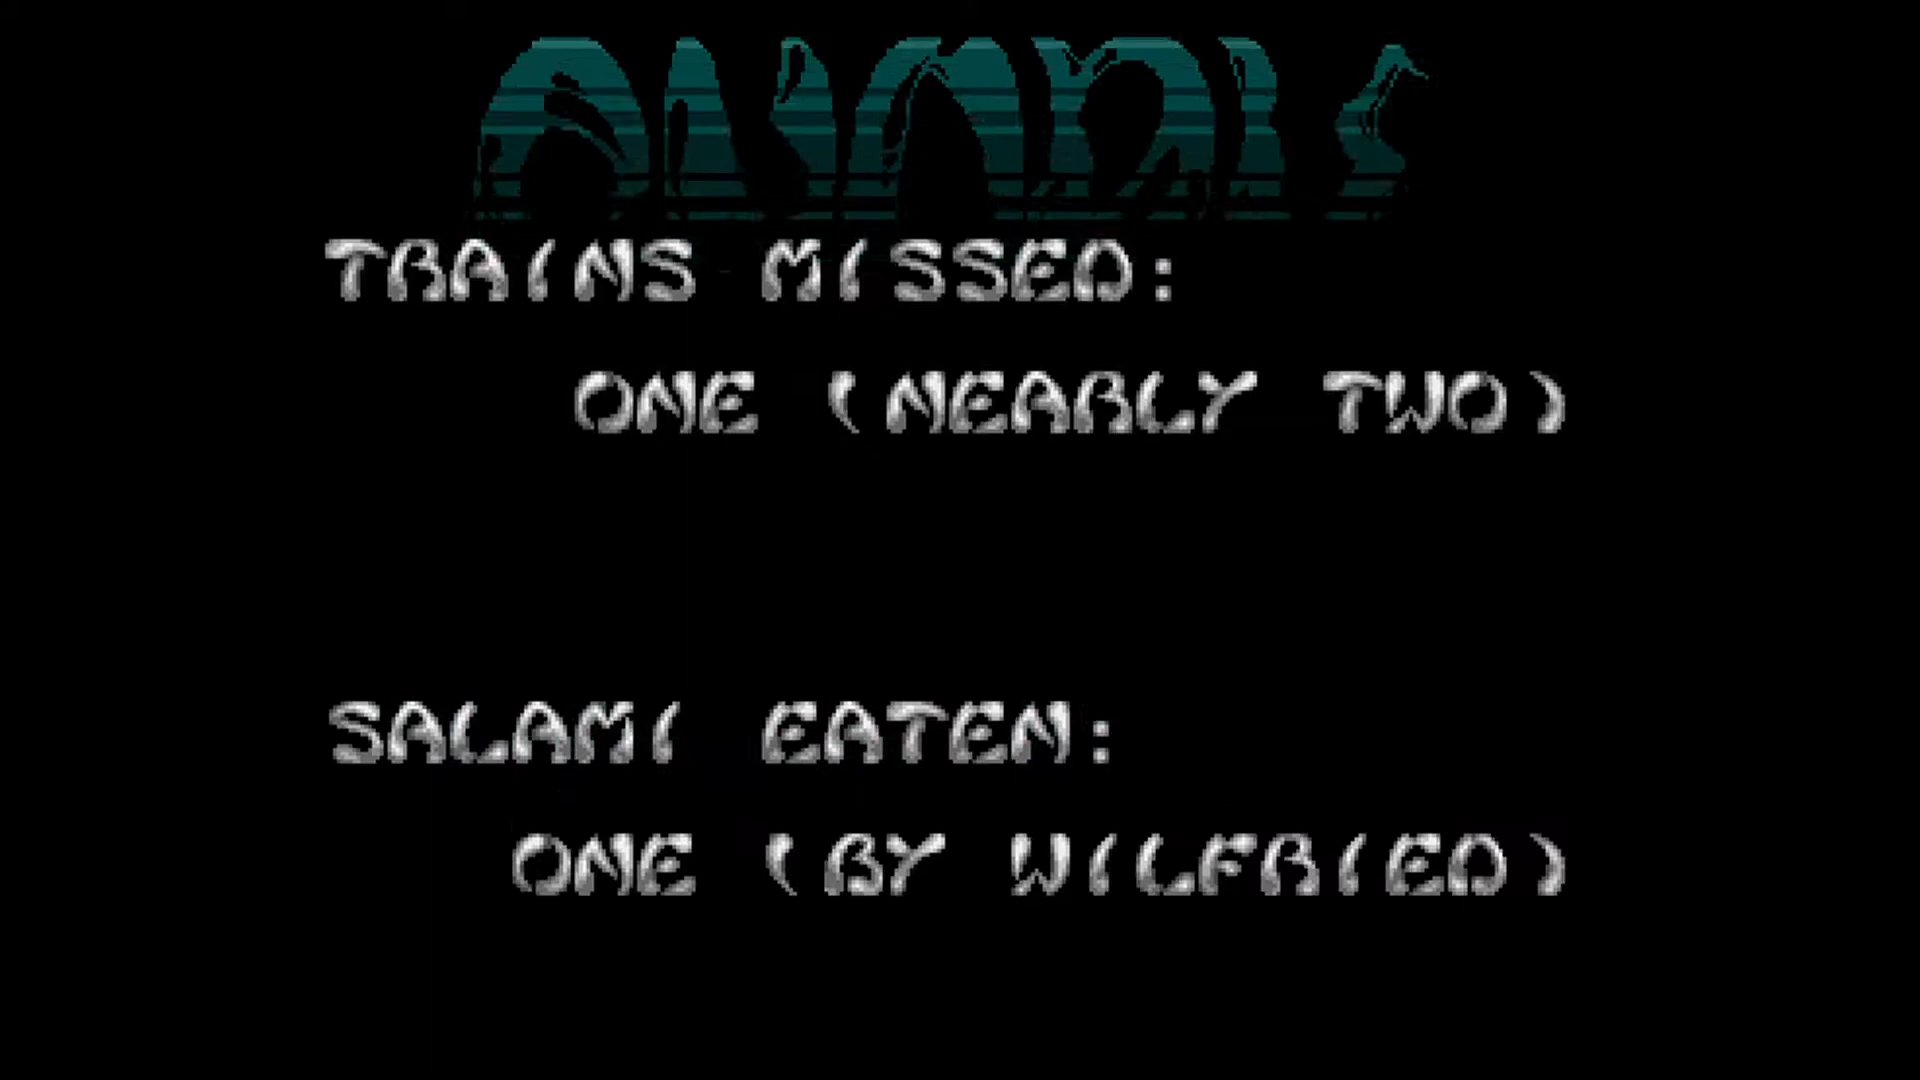 TRAINS MISSED:
ONE (NEARLY TWO)
SALAMI EATEN:
ONE (BY WILFRIED)